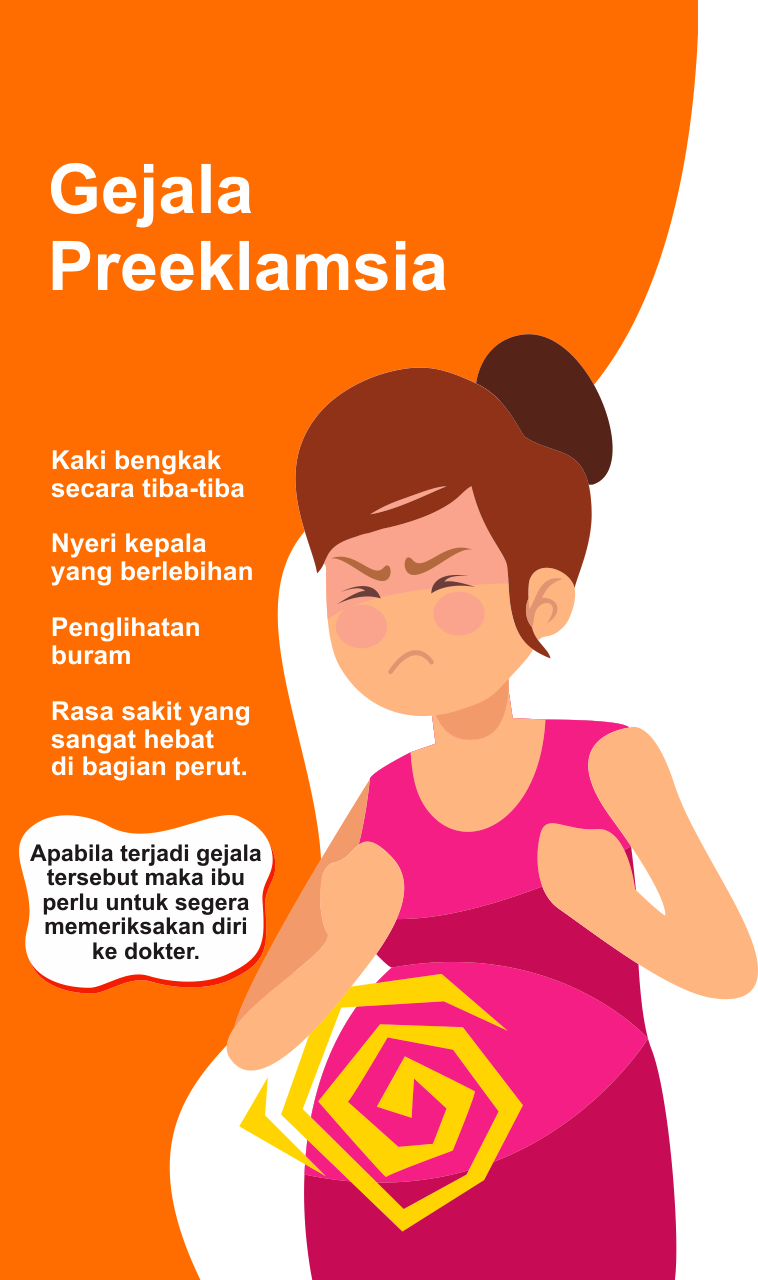 Gejala
Preeklamsia
Kaki bengkak
secara tiba-tiba
Nyeri kepala
yang berlebihan
Penglihatan
buram
Rasa sakit yang
sangat hebat
di bagian perut.
Apabila terjadi gejala
tersebut maka ibu
perlu untuk segera
memeriksakan diri
ke dokter.